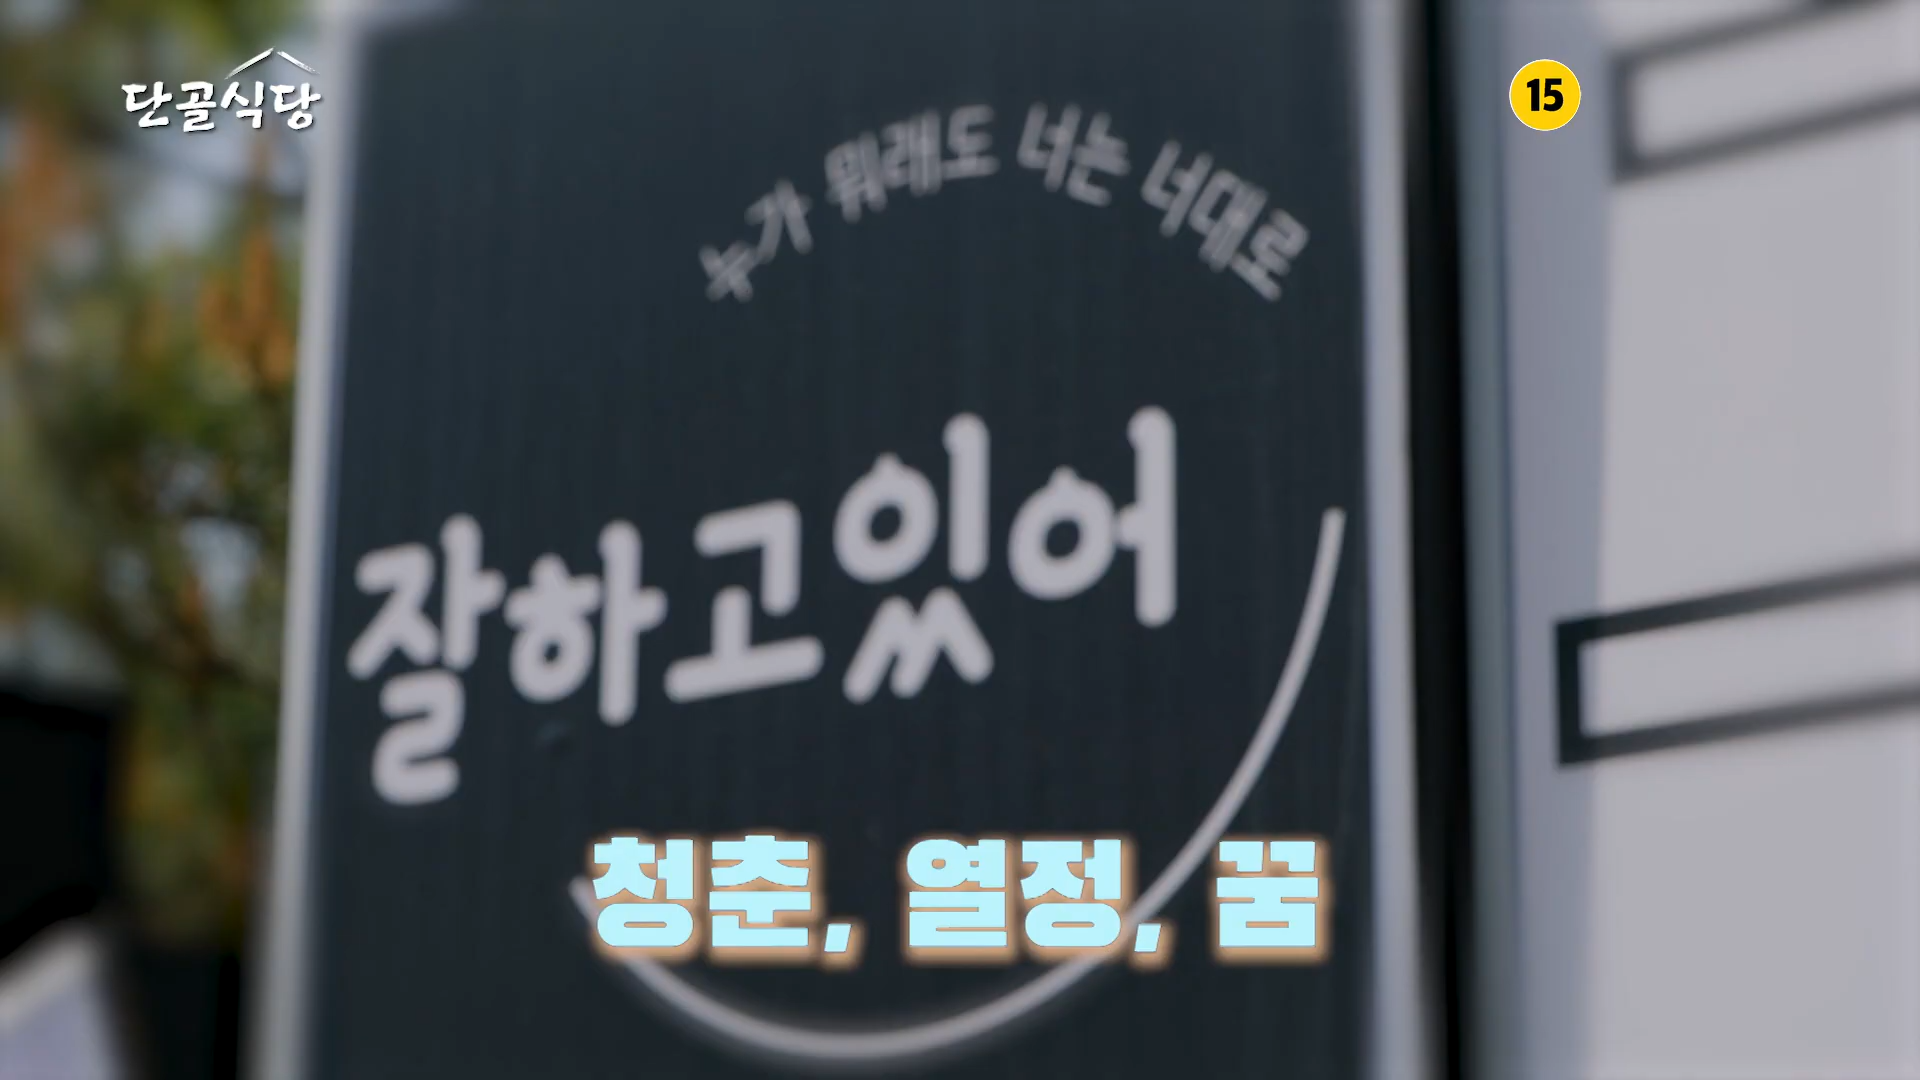 단골식당
15
누가 뭐래도 너는 너대로
잘하고있어
청춘, 열정, 꿈